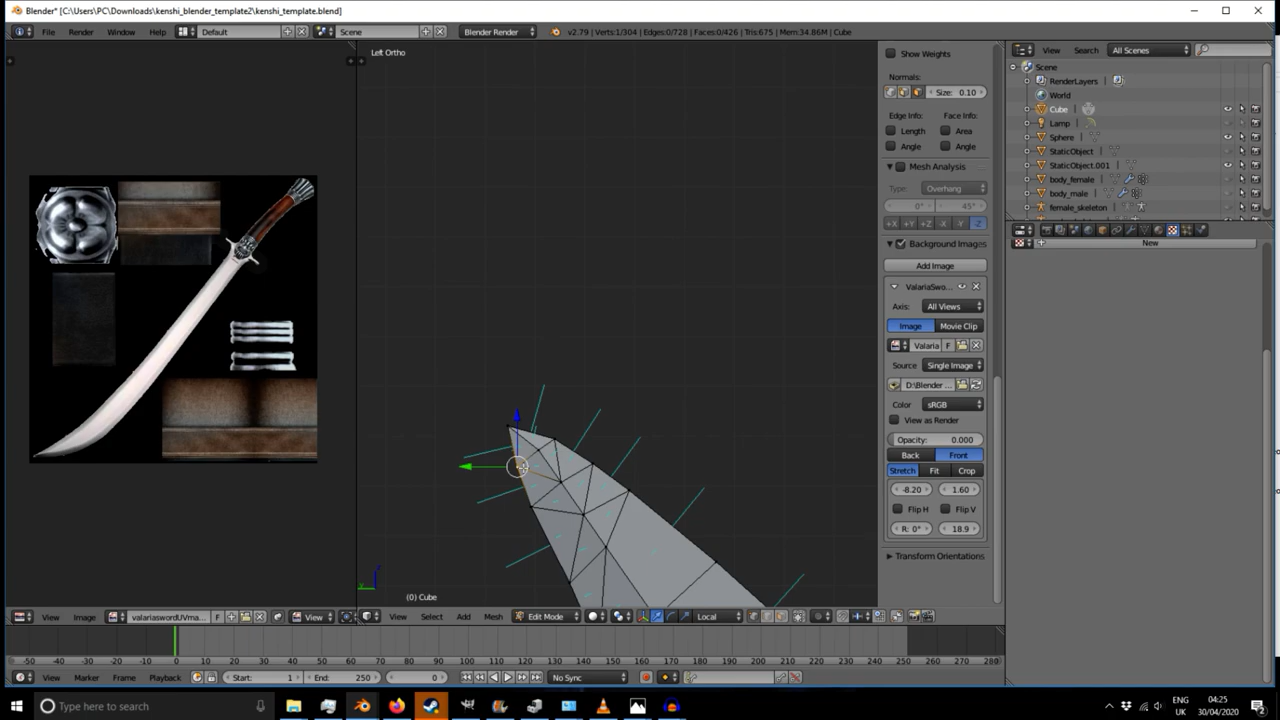 Blender* [C:\Users\PC\Downloads\kenshi_blender_template2\kenshi_template.blend]
File Render Window Help Default Scene Blender Render v2.79 | Verts:1/304 | Edges:0/728 | Faces:0/426 | Tris:675 | Mem:34.86M | Cube
Left Ortho
(0) Cube
View Image valariaswordUVma... F View
View Select Add Mesh Edit Mode Local
Show Weights
Normals:
Size: 0.10
Edge Info: Face Info:
Length Area
Angle Angle
Mesh Analysis
Type: Overhang
0° 45°
+X +Y +Z -X -Y -Z
Background Images
Add Image
ValariaSwo...
Axis: All Views
Image Movie Clip
Valaria F
Source Single Image
D:\Blender ...
Color sRGB
View as Render
Opacity: 0.000
Back Front
Stretch Fit Crop
-8.20 1.60
Flip H Flip V
R: 0° 18.9
Transform Orientations
View Search All Scenes
Scene
RenderLayers
World
Cube
Lamp
Sphere
StaticObject
StaticObject.001
body_female
body_male
female_skeleton
New
-50 -40 -30 -20 -10 0 10 20 30 40 50 60 70 80 90 100 110 120 130 140 150 160 170 180 190 200 210 220 230 240 250 260 270 280
View Marker Frame Playback Start: 1 End: 250 0 No Sync
Type here to search
ENG
UK
04:25
30/04/2020
2